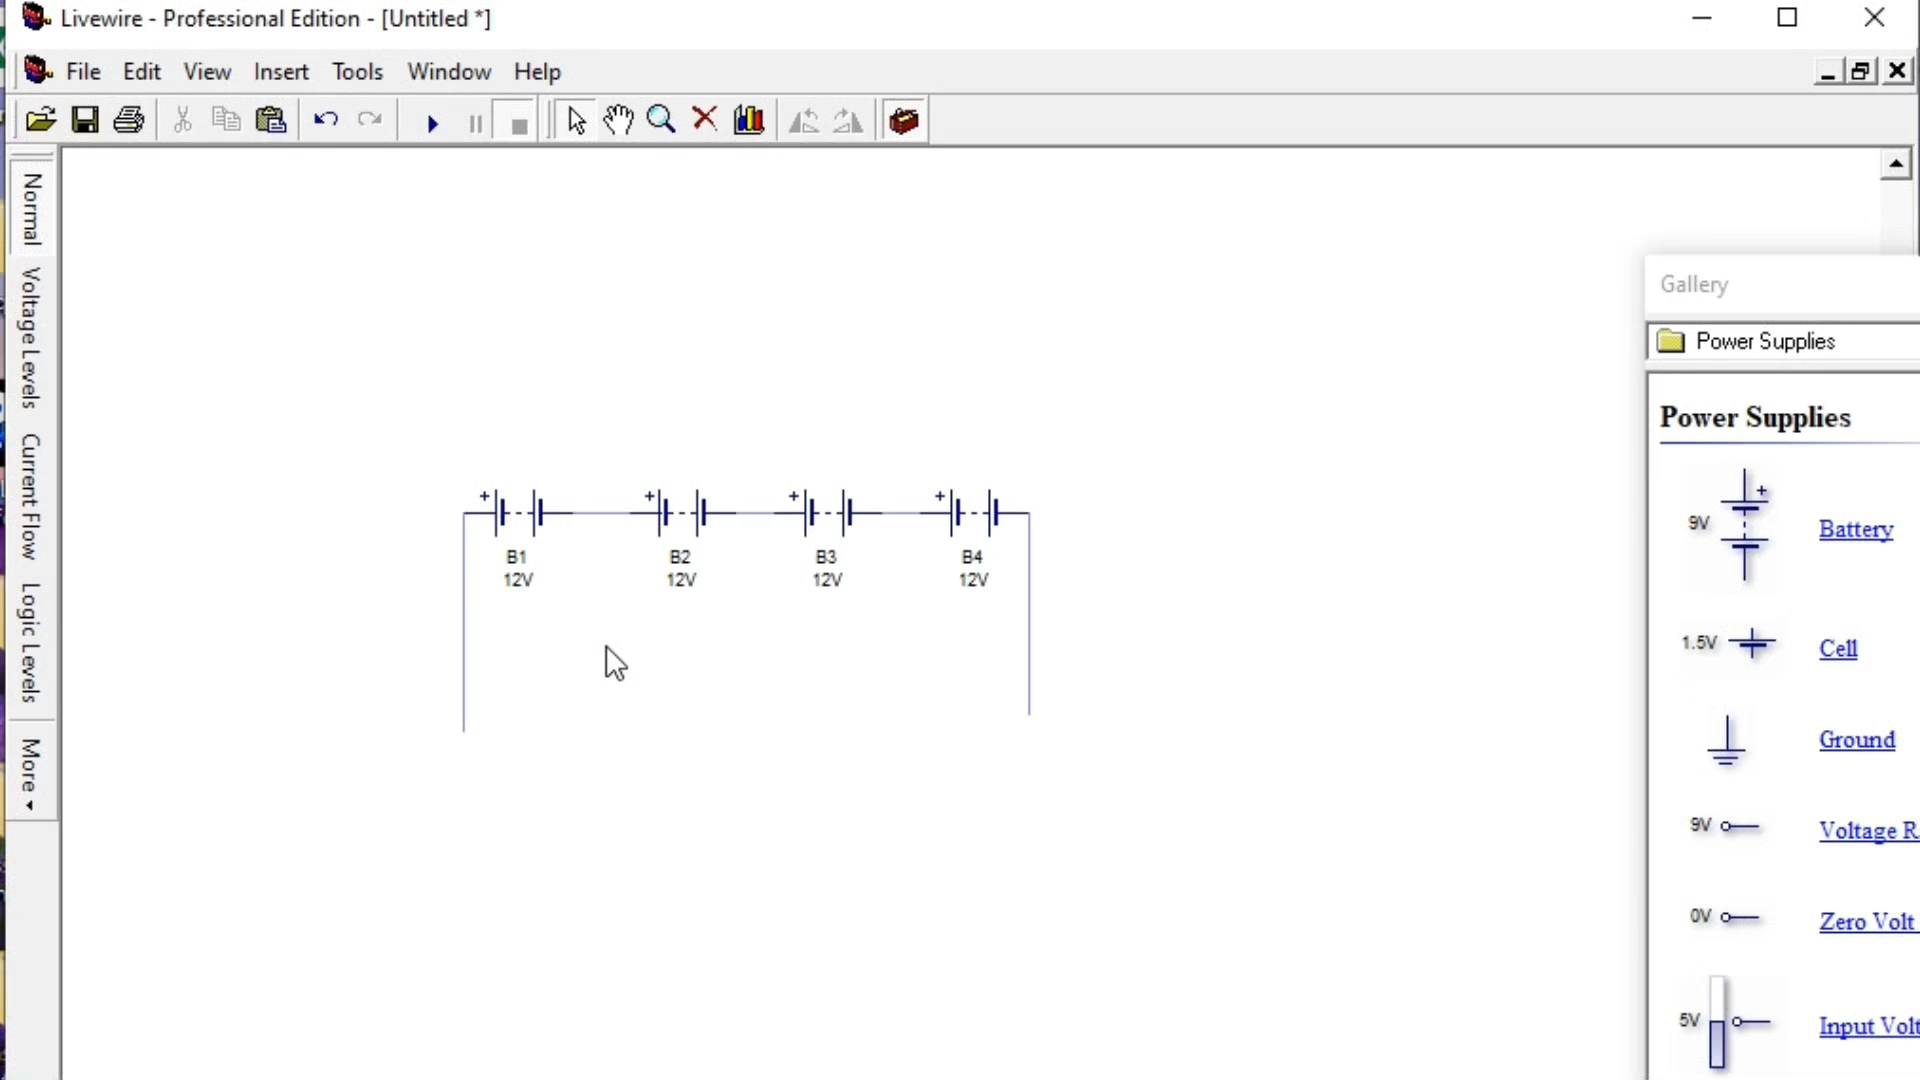 Livewire - Professional Edition - [Untitled *]
File Edit View Insert Tools Window Help
Normal
Voltage Levels
Current Flow
Logic Levels
More
+ + + +
B1 B2 B3 B4
12V 12V 12V 12V
Gallery
Power Supplies
Power Supplies
+
9V Battery
1.5V Cell
Ground
9V Voltage R
0V Zero Volt
5V Input Volt